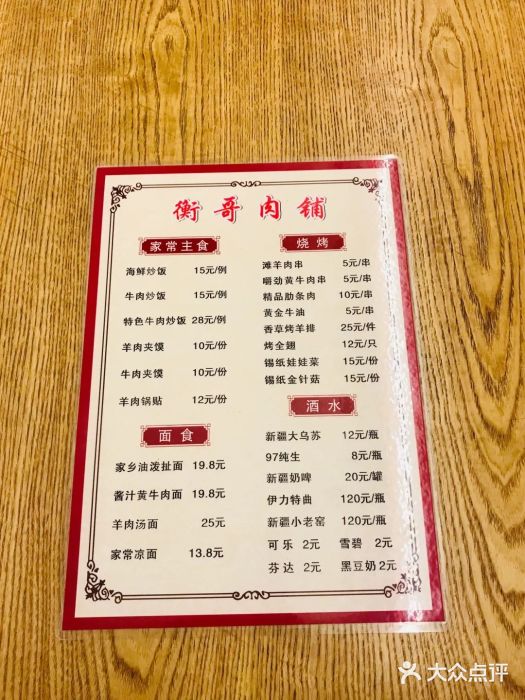 衡哥肉铺
家常主食
海鲜炒饭 15元/例
牛肉炒饭 15元/例
特色牛肉炒饭 28元/例
羊肉夹馍 10元/份
牛肉夹馍 10元/份
羊肉锅贴 12元/份
面食
家乡油泼扯面 19.8元
酱汁黄牛肉面 19.8元
羊肉汤面 25元
家常凉面 13.8元
烧烤
滩羊肉串 5元/串
嚼劲黄牛肉串 5元/串
精品肋条肉 10元/串
黄金牛油 5元/串
香草烤羊排 25元/件
烤全翅 12元/只
锡纸娃娃菜 15元/份
锡纸金针菇 15元/份
酒水
新疆大乌苏 12元/瓶
97纯生 8元/瓶
新疆奶啤 20元/罐
伊力特曲 120元/瓶
新疆小老窖 120元/瓶
可乐 2元 雪碧 2元
芬达 2元 黑豆奶 2元
大众点评